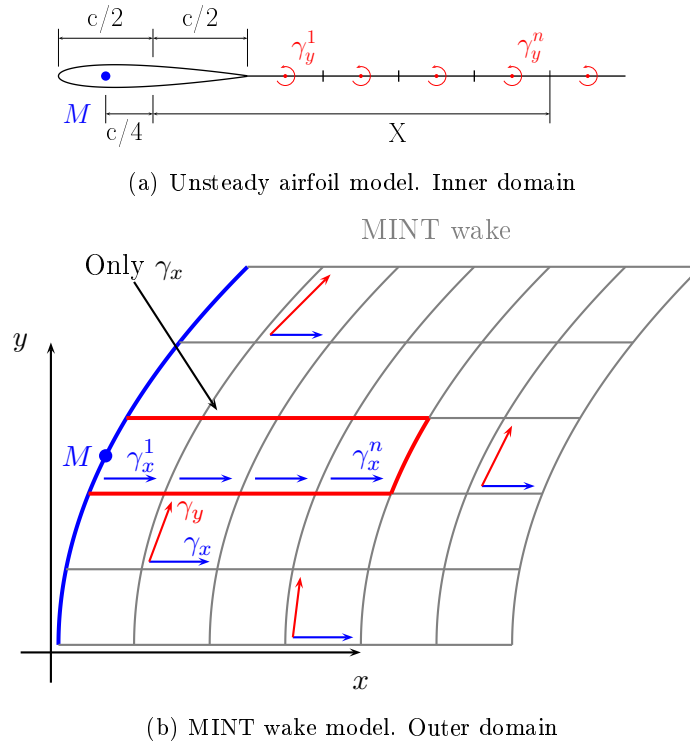 c/2 c/2
γ_y^1 γ_y^n
M
c/4 X
(a) Unsteady airfoil model. Inner domain
MINT wake
Only γ_x
y
M γ_x^1 γ_x^n
γ_y
γ_x
x
(b) MINT wake model. Outer domain